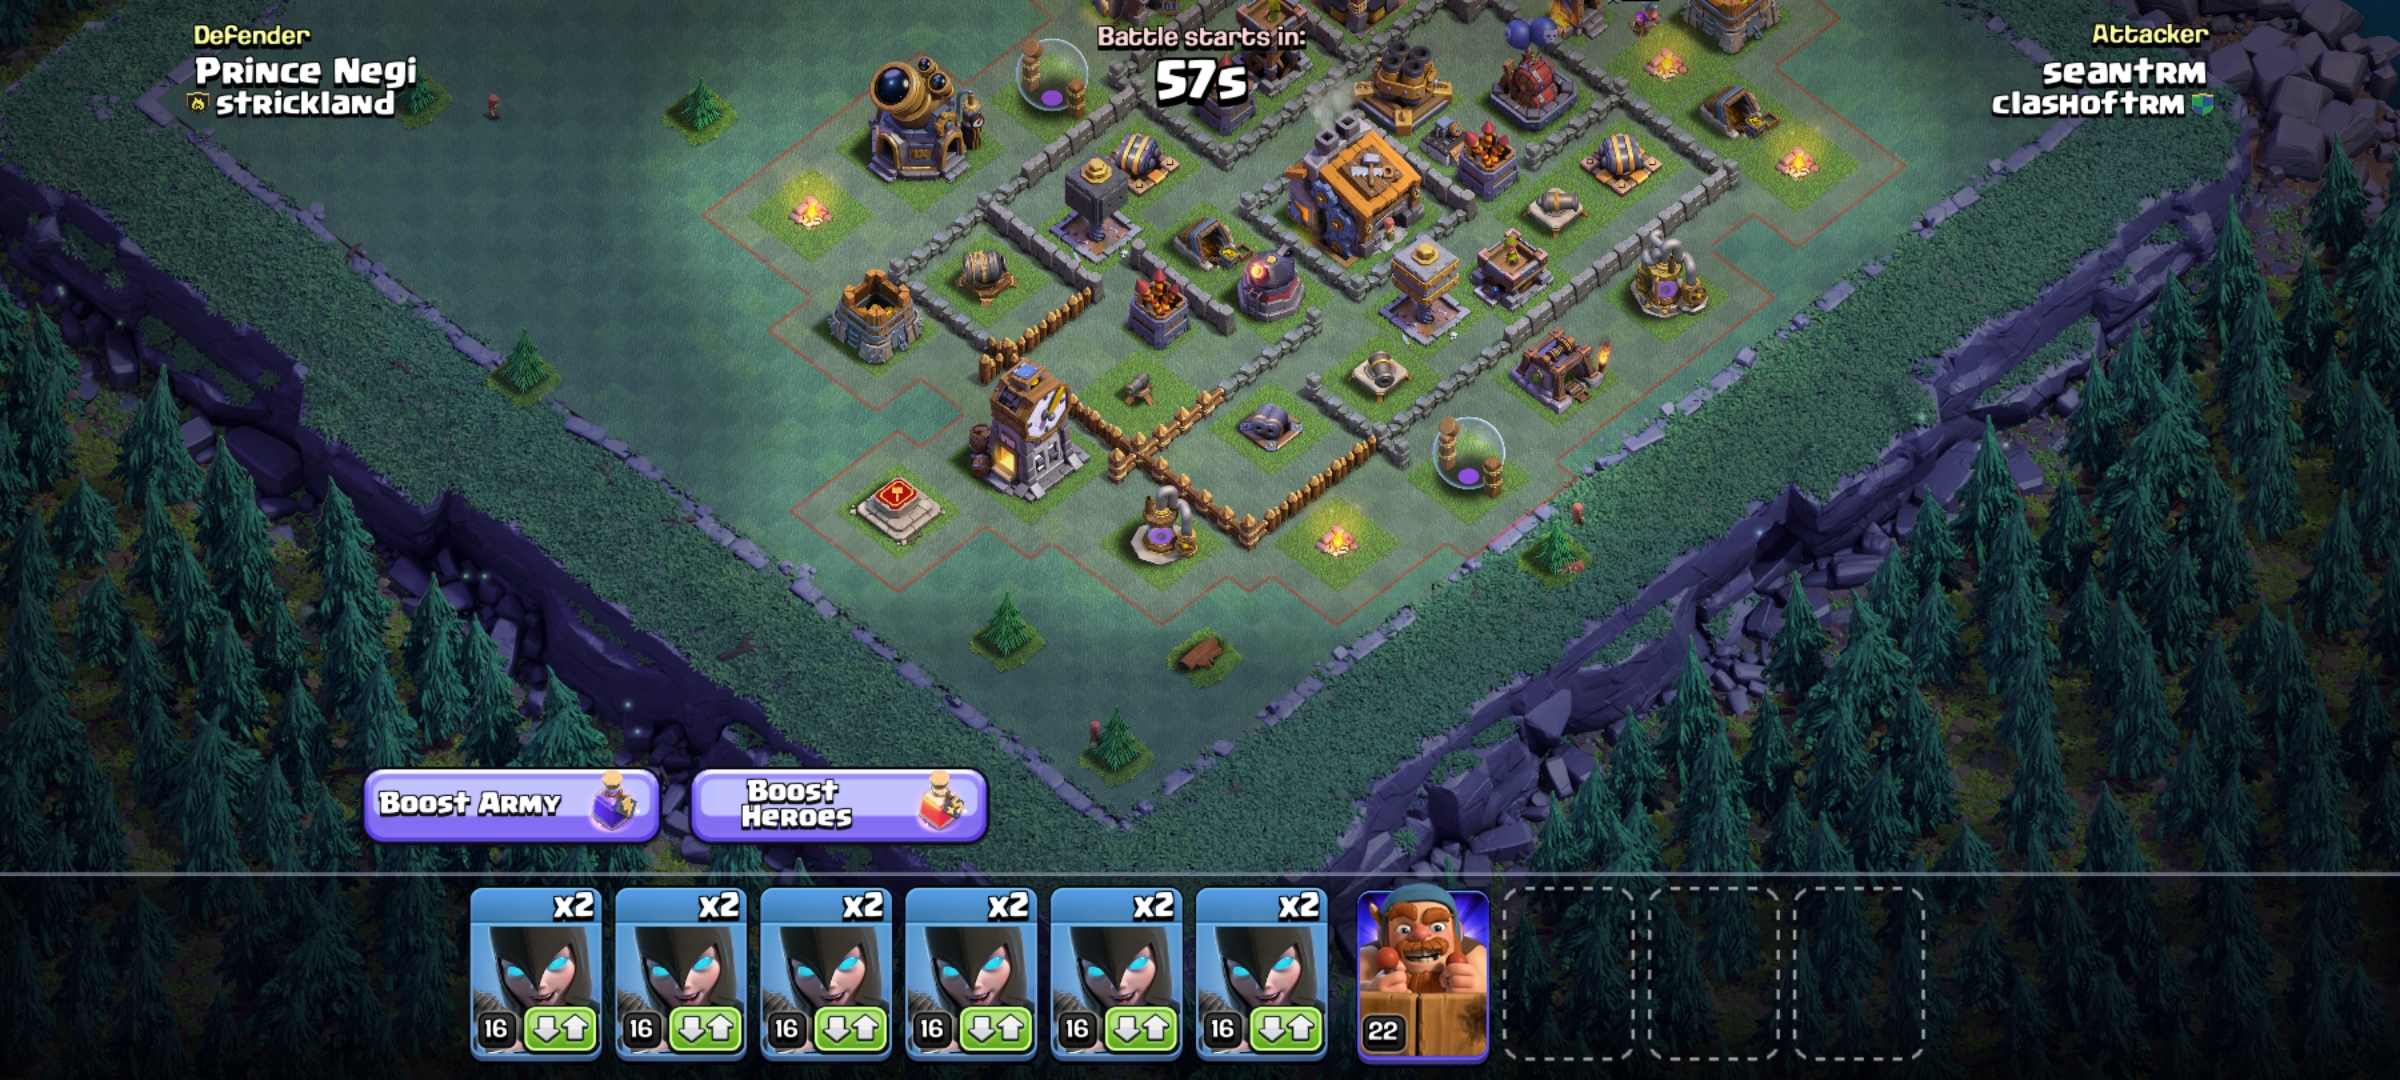 Defender
Prince Negi
strickland
Battle starts in:
57s
Attacker
seantrm
clashoftrm
Boost Army
Boost
Heroes
x2
x2
x2
x2
x2
x2
16
16
16
16
16
16
22